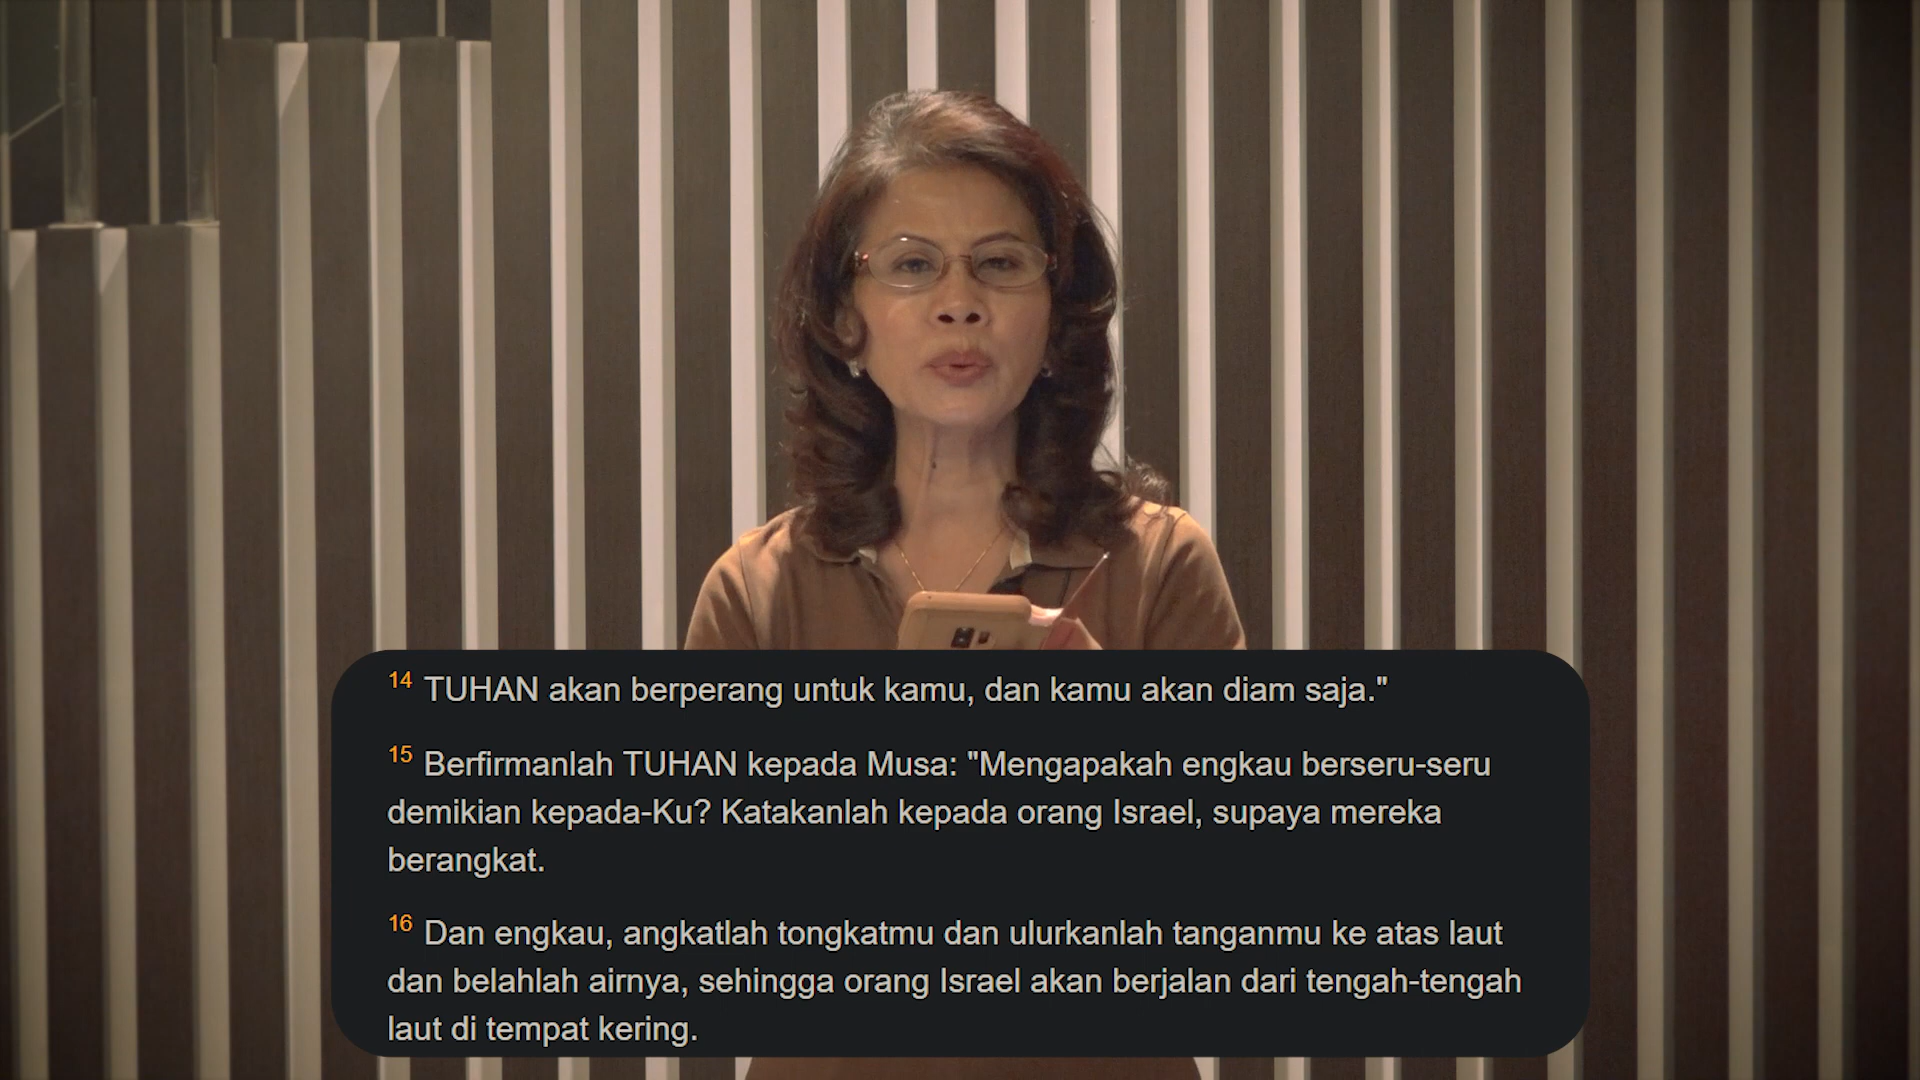 14 TUHAN akan berperang untuk kamu, dan kamu akan diam saja."
15 Berfirmanlah TUHAN kepada Musa: "Mengapakah engkau berseru-seru
demikian kepada-Ku? Katakanlah kepada orang Israel, supaya mereka
berangkat.
16 Dan engkau, angkatlah tongkatmu dan ulurkanlah tanganmu ke atas laut
dan belahlah airnya, sehingga orang Israel akan berjalan dari tengah-tengah
laut di tempat kering.